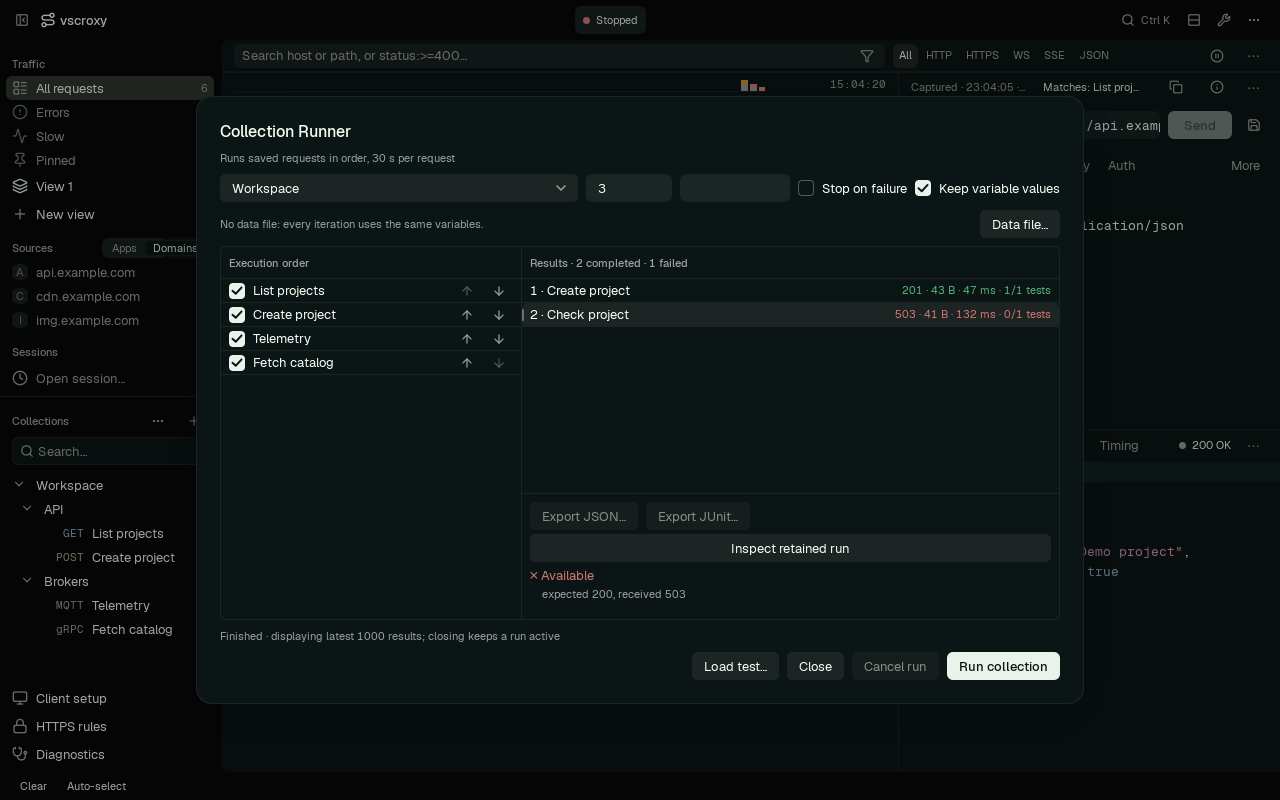 vscroxy
Stopped
Ctrl K
Traffic
All requests 6
Errors
Slow
Pinned
View 1
New view
Sources Apps Domains
A api.example.com
C cdn.example.com
I img.example.com
Sessions
Open session...
Collections
Search...
Workspace
API
GET List projects
POST Create project
Brokers
MQTT Telemetry
gRPC Fetch catalog
Client setup
HTTPS rules
Diagnostics
Clear Auto-select
Search host or path, or status:>=400...
All HTTP HTTPS WS SSE JSON
15:04:20
Captured · 23:04:05 ·... Matches: List proj...
/api.examp Send
y Auth More
lication/json
Timing 200 OK
Demo project",
true
Collection Runner
Runs saved requests in order, 30 s per request
Workspace 3 Stop on failure Keep variable values
No data file: every iteration uses the same variables. Data file...
Execution order
List projects
Create project
Telemetry
Fetch catalog
Results · 2 completed · 1 failed
1 · Create project 201 · 43 B · 47 ms · 1/1 tests
2 · Check project 503 · 41 B · 132 ms · 0/1 tests
Export JSON... Export JUnit...
Inspect retained run
× Available
expected 200, received 503
Finished · displaying latest 1000 results; closing keeps a run active
Load test... Close Cancel run Run collection